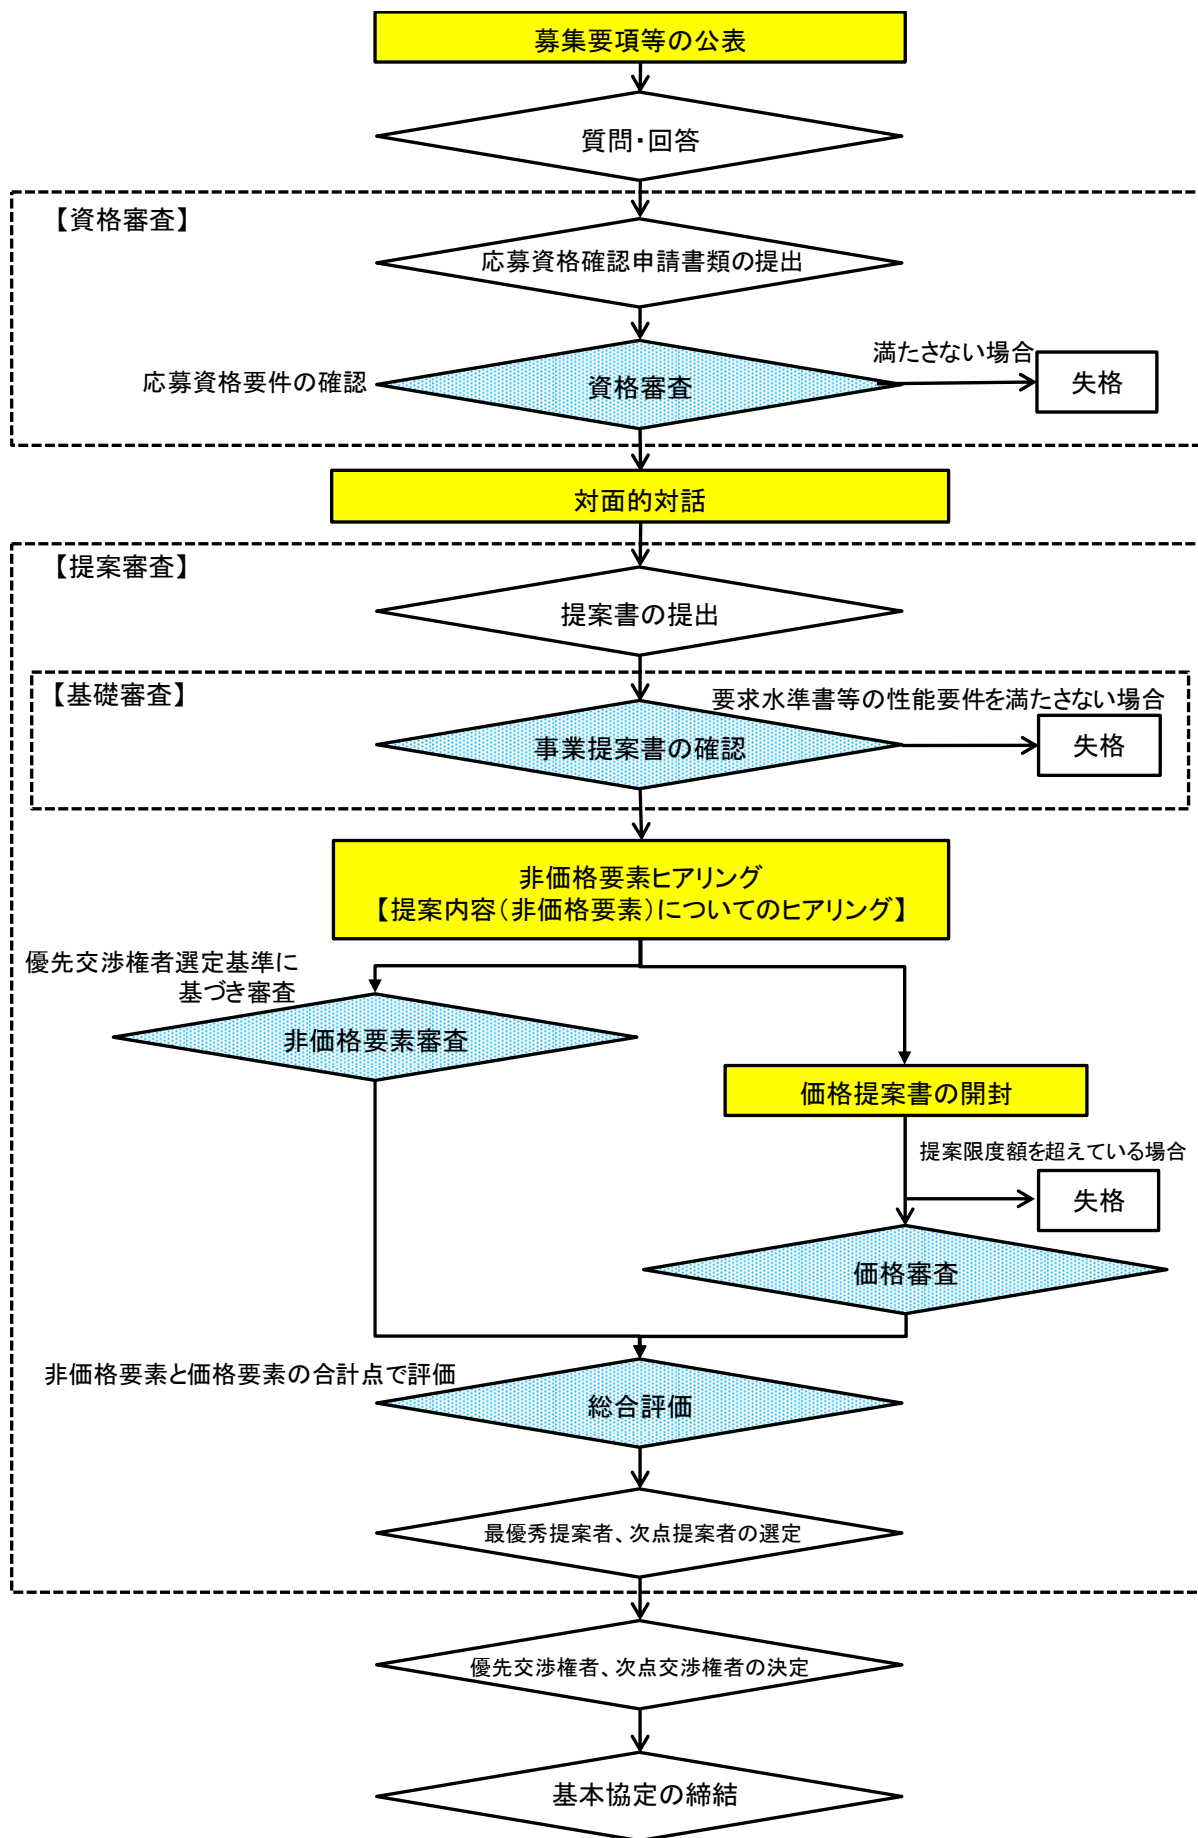 募集要項等の公表
質問・回答
【資格審査】
応募資格確認申請書類の提出
満たさない場合
応募資格要件の確認
資格審査
失格
対面的対話
【提案審査】
提案書の提出
【基礎審査】
要求水準書等の性能要件を満たさない場合
事業提案書の確認
失格
非価格要素ヒアリング
【提案内容（非価格要素）についてのヒアリング】
優先交渉権者選定基準に
基づき審査
非価格要素審査
価格提案書の開封
提案限度額を超えている場合
失格
価格審査
非価格要素と価格要素の合計点で評価
総合評価
最優秀提案者、次点提案者の選定
優先交渉権者、次点交渉権者の決定
基本協定の締結